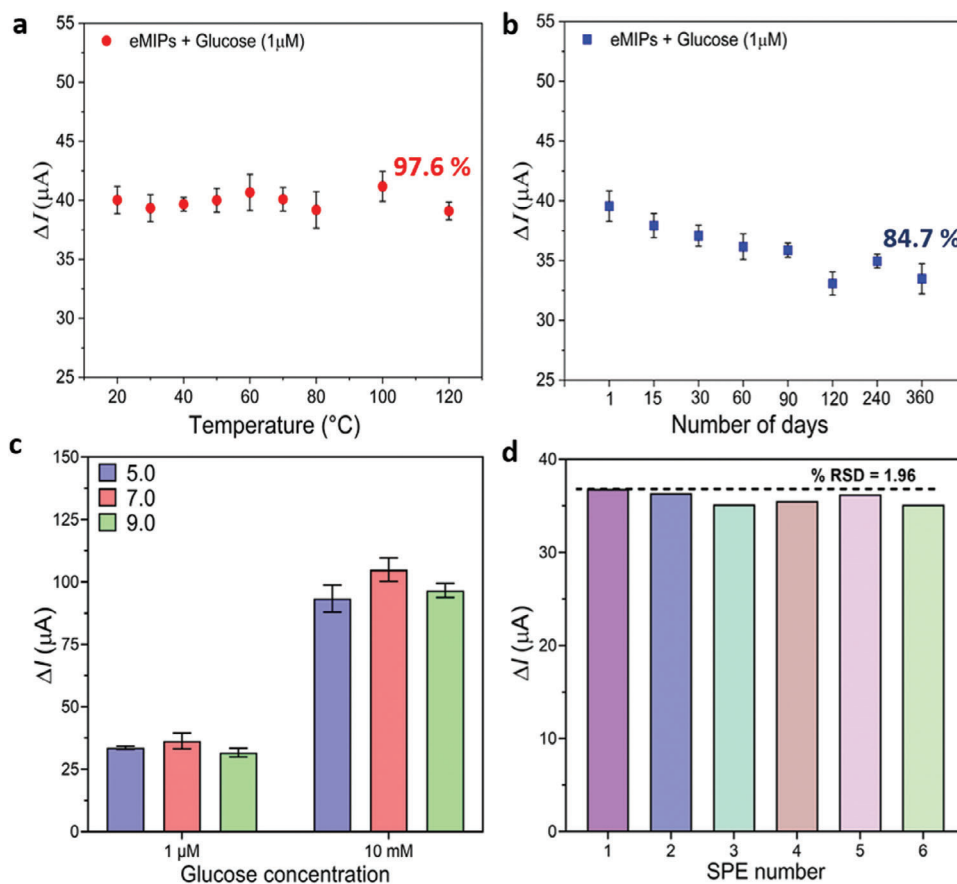 a
eMIPs + Glucose (1μM)
97.6 %
55
50
45
40
35
30
25
ΔI (μA)
20 40 60 80 100 120
Temperature (°C)
b
eMIPs + Glucose (1μM)
84.7 %
55
50
45
40
35
30
25
ΔI (μA)
1 15 30 60 90 120 240 360
Number of days
c
5.0
7.0
9.0
150
125
100
75
50
25
0
ΔI (μA)
1 μM 10 mM
Glucose concentration
d
% RSD = 1.96
40
30
20
10
0
ΔI (μA)
1 2 3 4 5 6
SPE number